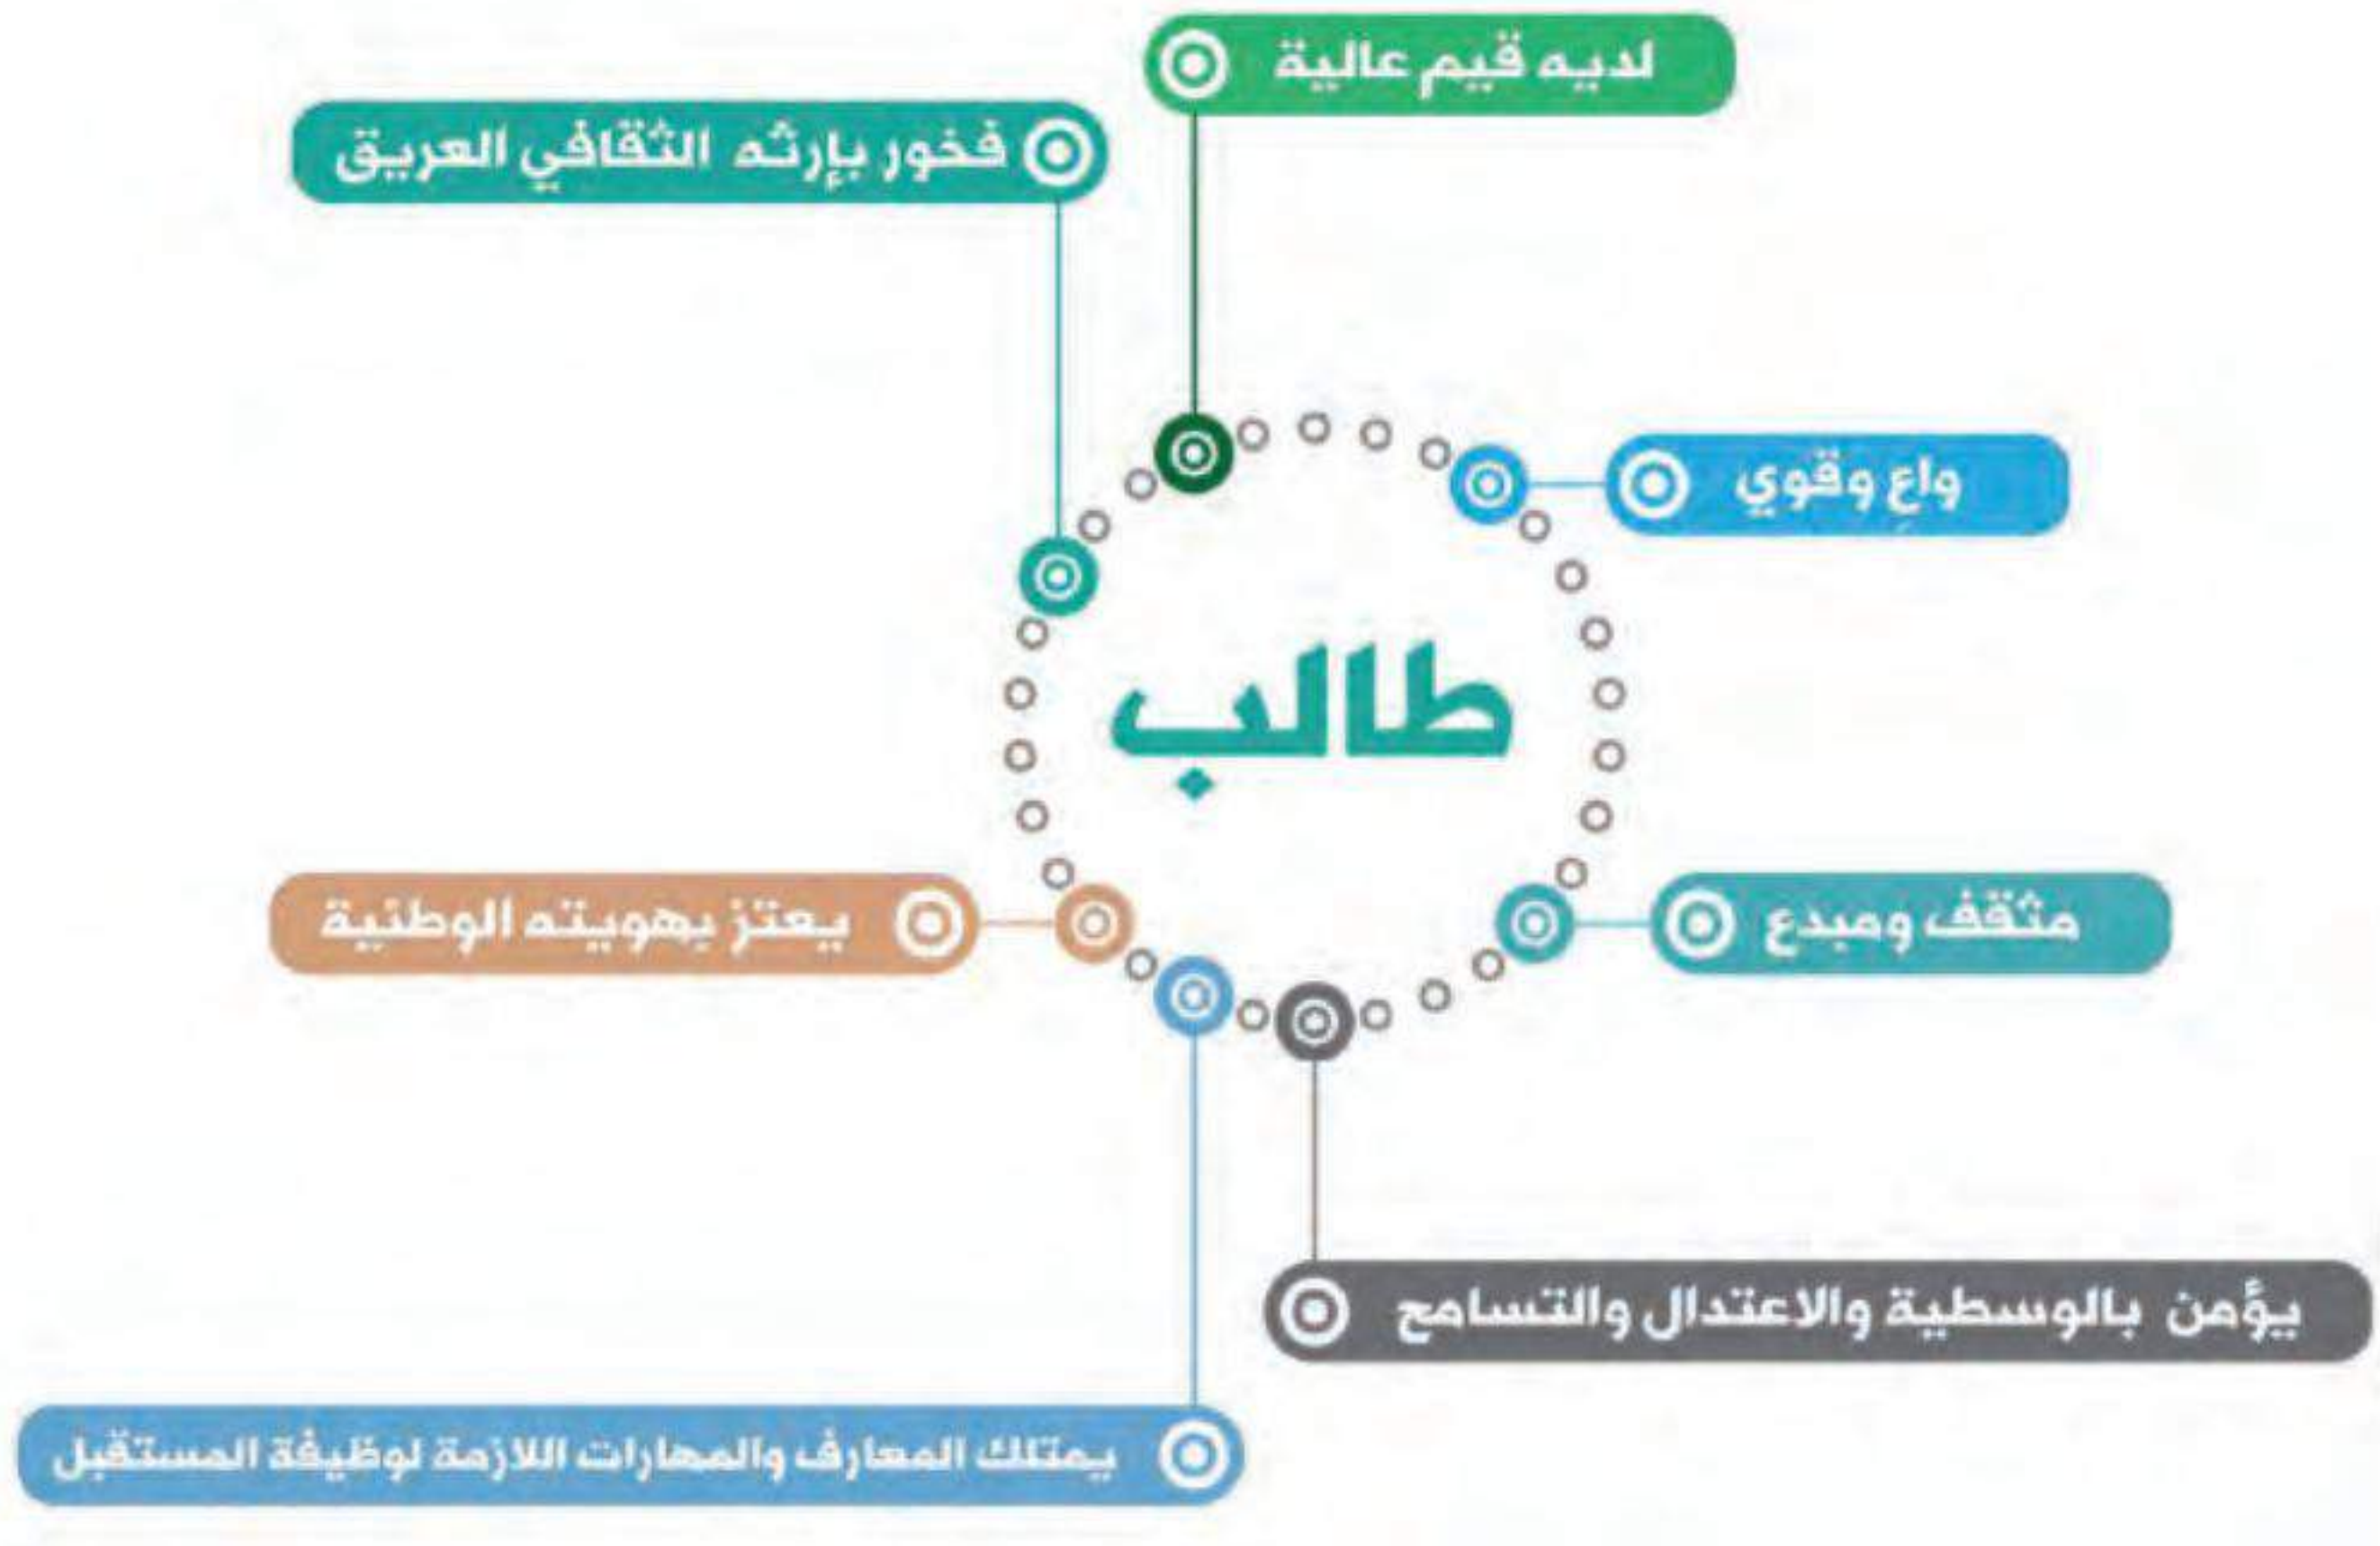 لديه قيم عالية
فخور بإرثه الثقافي العريق
واعٍ وقوي
طالب
مثقف ومبدع
يعتز بهويته الوطنية
يؤمن بالوسطية والاعتدال والتسامح
يمتلك المعارف والمهارات اللازمة لوظيفة المستقبل